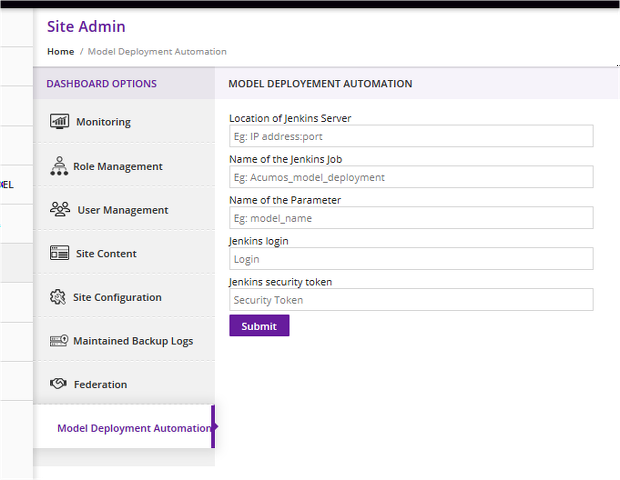 Site Admin
Home / Model Deployment Automation
DASHBOARD OPTIONS
Monitoring
Role Management
User Management
Site Content
Site Configuration
Maintained Backup Logs
Federation
Model Deployment Automation
MODEL DEPLOYEMENT AUTOMATION
Location of Jenkins Server
Eg: IP address:port
Name of the Jenkins Job
Eg: Acumos_model_deployment
Name of the Parameter
Eg: model_name
Jenkins login
Login
Jenkins security token
Security Token
Submit